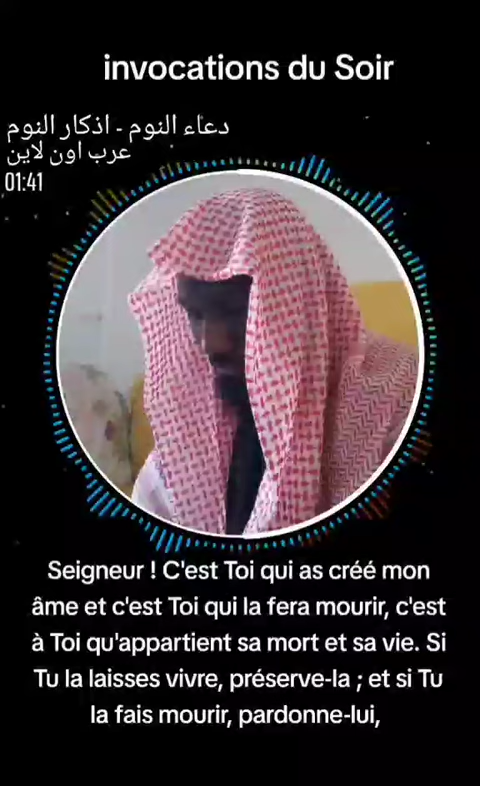 invocations du Soir
دعاء النوم - اذكار النوم
عرب اون لاين
01:41
Seigneur ! C'est Toi qui as créé mon
âme et c'est Toi qui la fera mourir, c'est
à Toi qu'appartient sa mort et sa vie. Si
Tu la laisses vivre, préserve-la ; et si Tu
la fais mourir, pardonne-lui,